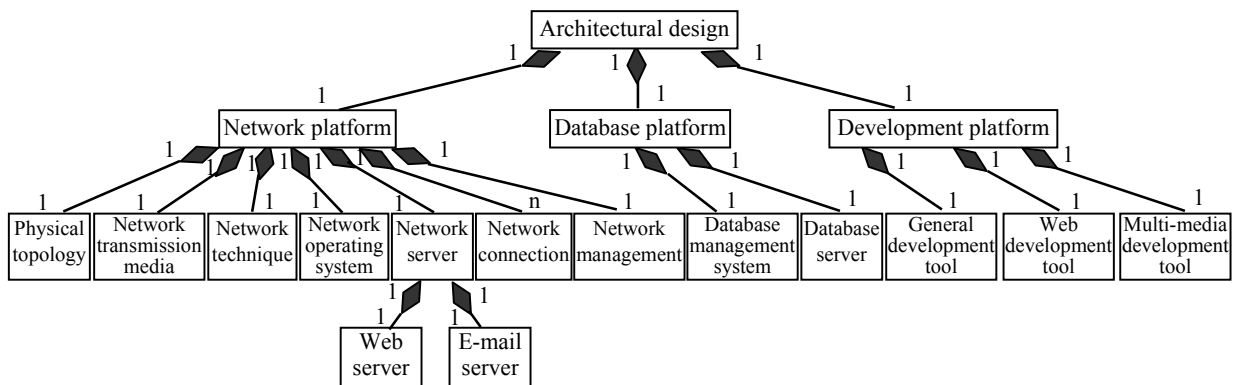 Architectural design
1 1 1
1 1 1
Network platform Database platform Development platform
1 1 1 1 1 1 1 1 1 1 1 1
1 1 1 1 1 n 1 1 1 1 1 1
Physical topology
Network transmission media
Network technique
Network operating system
Network server
Network connection
Network management
Database management system
Database server
General development tool
Web development tool
Multi-media development tool
1 1
1 1
Web server
E-mail server